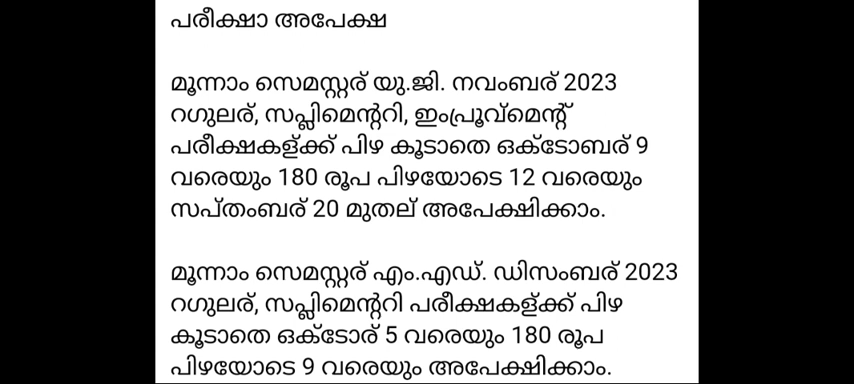 പരീക്ഷാ അപേക്ഷ
മൂന്നാം സെമസ്റ്റര് യു.ജി. നവംബര് 2023
റഗുലര്, സപ്ലിമെന്ററി, ഇംപ്രൂവ്മെന്റ്
പരീക്ഷകള്ക്ക് പിഴ കൂടാതെ ഒക്ടോബര് 9
വരെയും 180 രൂപ പിഴയോടെ 12 വരെയും
സപ്തംബര് 20 മുതല് അപേക്ഷിക്കാം.
മൂന്നാം സെമസ്റ്റര് എം.എഡ്. ഡിസംബര് 2023
റഗുലര്, സപ്ലിമെന്ററി പരീക്ഷകള്ക്ക് പിഴ
കൂടാതെ ഒക്ടോര് 5 വരെയും 180 രൂപ
പിഴയോടെ 9 വരെയും അപേക്ഷിക്കാം.